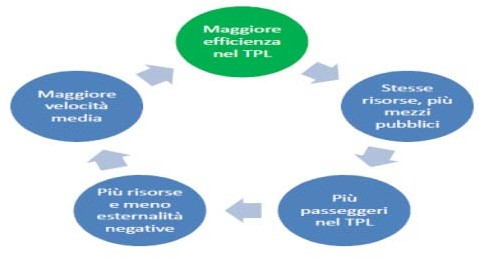 Maggiore
efficienza
nel TPL
Stesse
risorse, più
mezzi
pubblici
Più
passeggeri
nel TPL
Più risorse
e meno
esternalità
negative
Maggiore
velocità
media